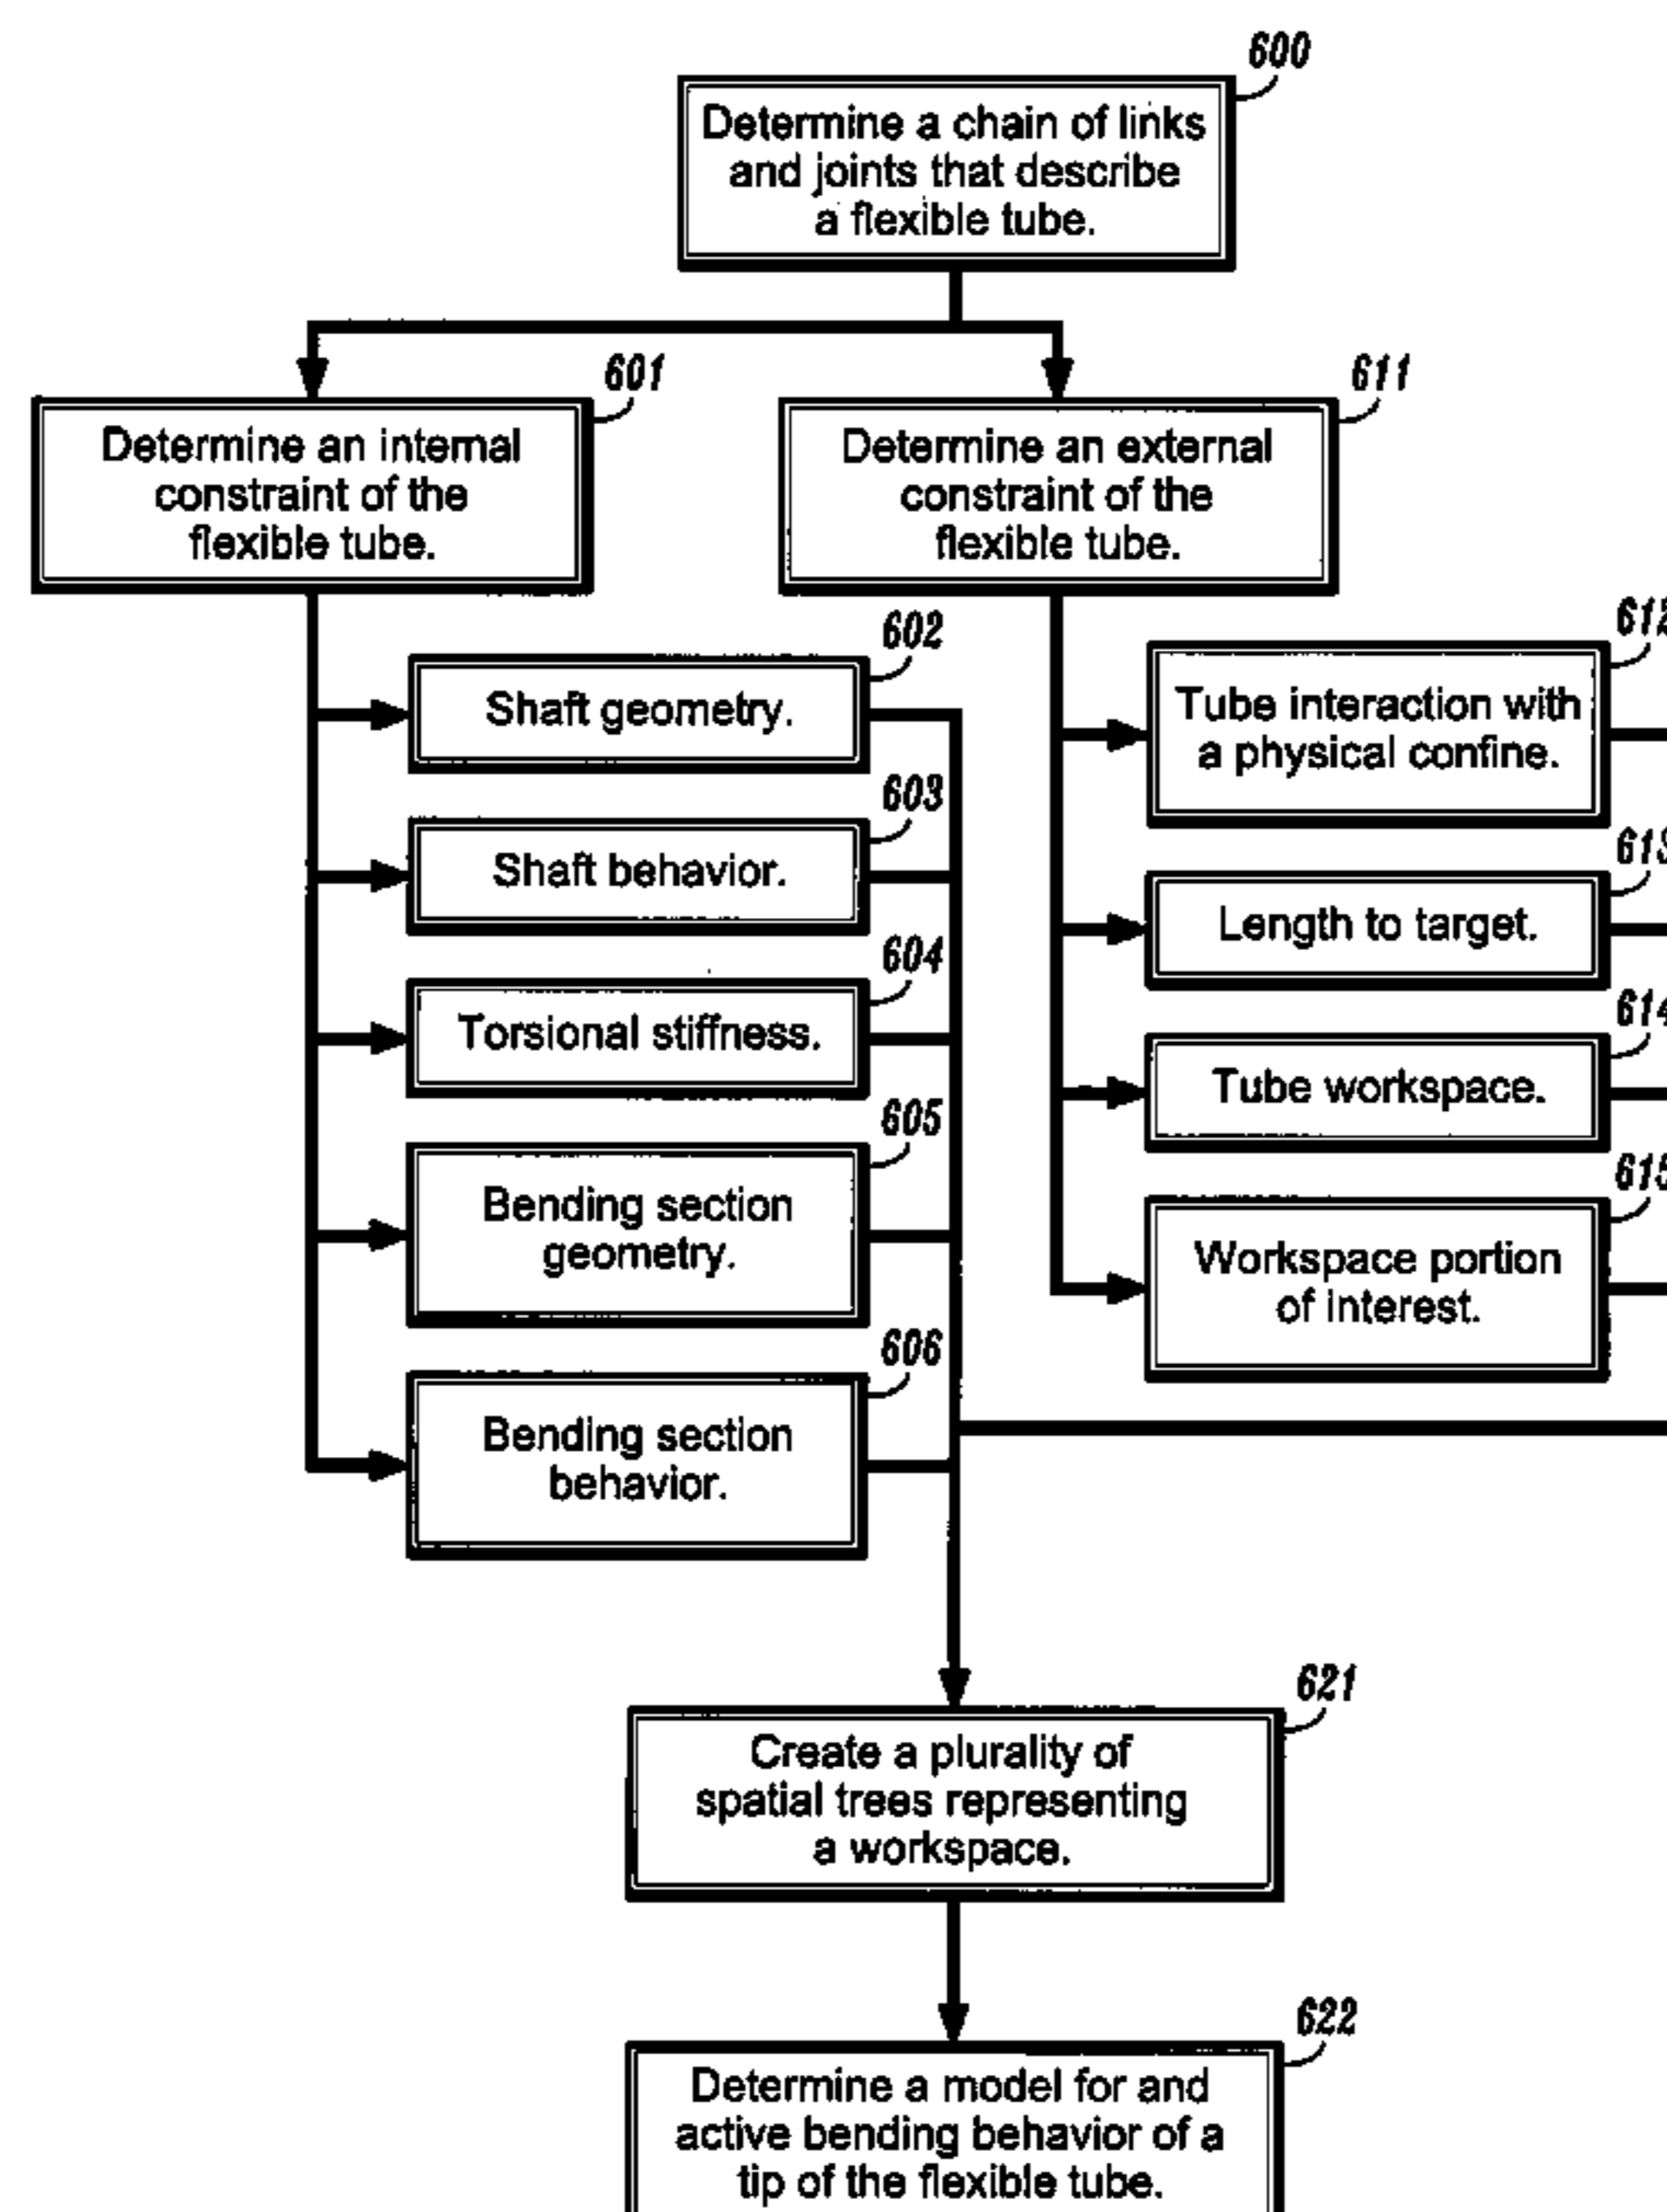 600
Determine a chain of links
and joints that describe
a flexible tube.
601
Determine an internal
constraint of the
flexible tube.
611
Determine an external
constraint of the
flexible tube.
602
Shaft geometry.
603
Shaft behavior.
604
Torsional stiffness.
605
Bending section
geometry.
606
Bending section
behavior.
612
Tube interaction with
a physical confine.
613
Length to target.
614
Tube workspace.
615
Workspace portion
of interest.
621
Create a plurality of
spatial trees representing
a workspace.
622
Determine a model for and
active bending behavior of a
tip of the flexible tube.